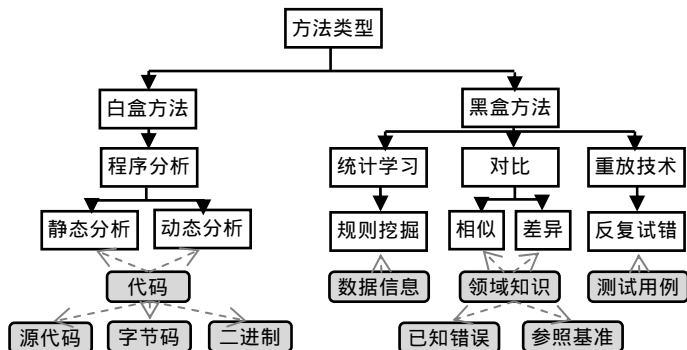 方法类型
白盒方法
黑盒方法
程序分析
统计学习
对比
重放技术
静态分析
动态分析
规则挖掘
相似
差异
反复试错
代码
数据信息
领域知识
测试用例
源代码
字节码
二进制
已知错误
参照基准